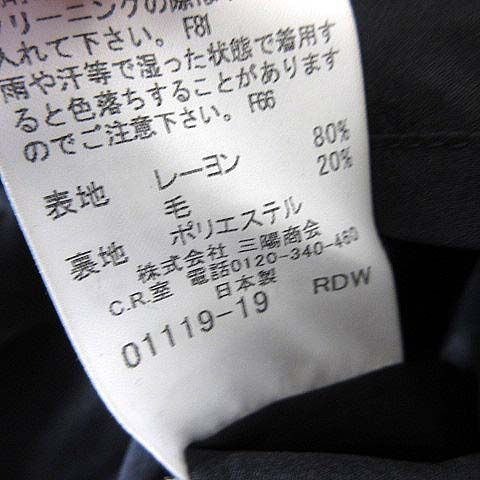 クリーニングの際は
入れて下さい。 F81
雨や汗等で湿った状態で着用す
ると色落ちすることがあります
のでご注意下さい。 F66
表地 レーヨン 80%
毛 20%
裏地 ポリエステル
株式会社 三陽商会
C.R.室 電話0120-340-460
日本製
01119-19 RDW